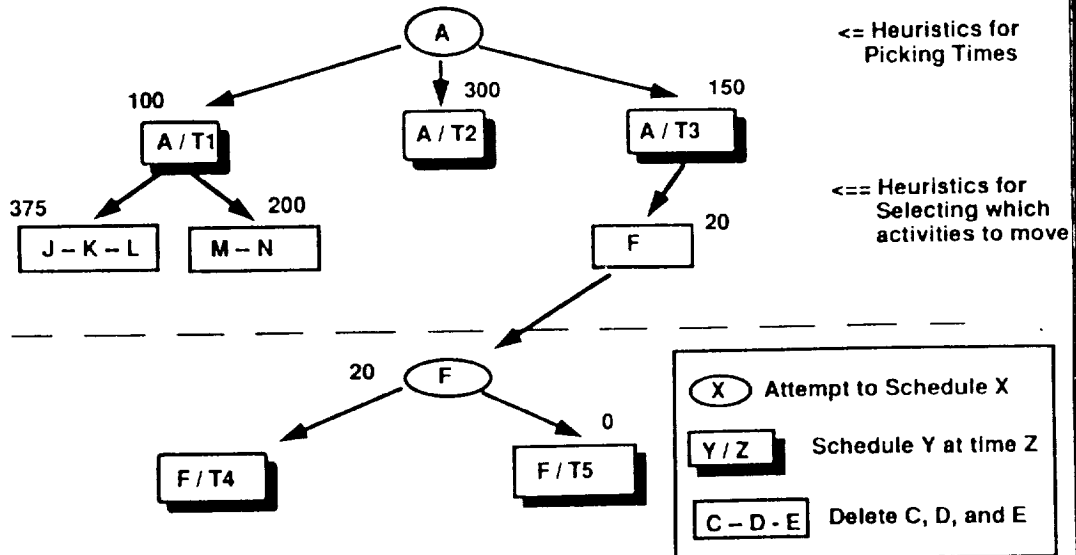 A
<= Heuristics for
Picking Times
100
300
150
A / T1
A / T2
A / T3
<== Heuristics for
Selecting which
activities to move
375
200
20
J – K – L
M – N
F
20
F
0
F / T4
F / T5
X Attempt to Schedule X
Y / Z Schedule Y at time Z
C – D - E Delete C, D, and E